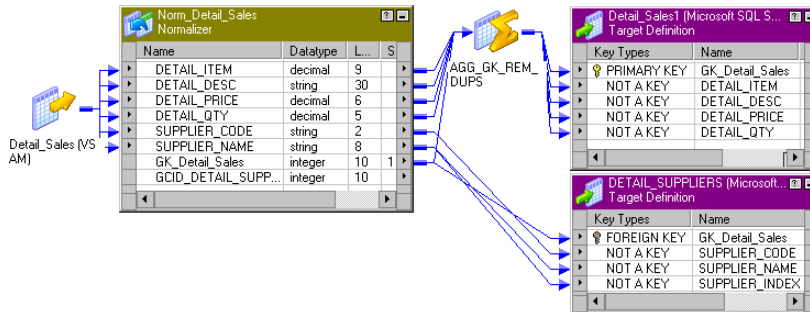 Detail_Sales (VS
AM)
Norm_Detail_Sales
Normalizer
Name Datatype L... S
DETAIL_ITEM decimal 9
DETAIL_DESC string 30
DETAIL_PRICE decimal 6
DETAIL_QTY decimal 5
SUPPLIER_CODE string 2
SUPPLIER_NAME string 8
GK_Detail_Sales integer 10 1
GCID_DETAIL_SUPP... integer 10
AGG_GK_REM_
DUPS
Detail_Sales1 (Microsoft SQL S...
Target Definition
Key Types Name
PRIMARY KEY GK_Detail_Sales
NOT A KEY DETAIL_ITEM
NOT A KEY DETAIL_DESC
NOT A KEY DETAIL_PRICE
NOT A KEY DETAIL_QTY
DETAIL_SUPPLIERS (Microsoft...
Target Definition
Key Types Name
FOREIGN KEY GK_Detail_Sales
NOT A KEY SUPPLIER_CODE
NOT A KEY SUPPLIER_NAME
NOT A KEY SUPPLIER_INDEX